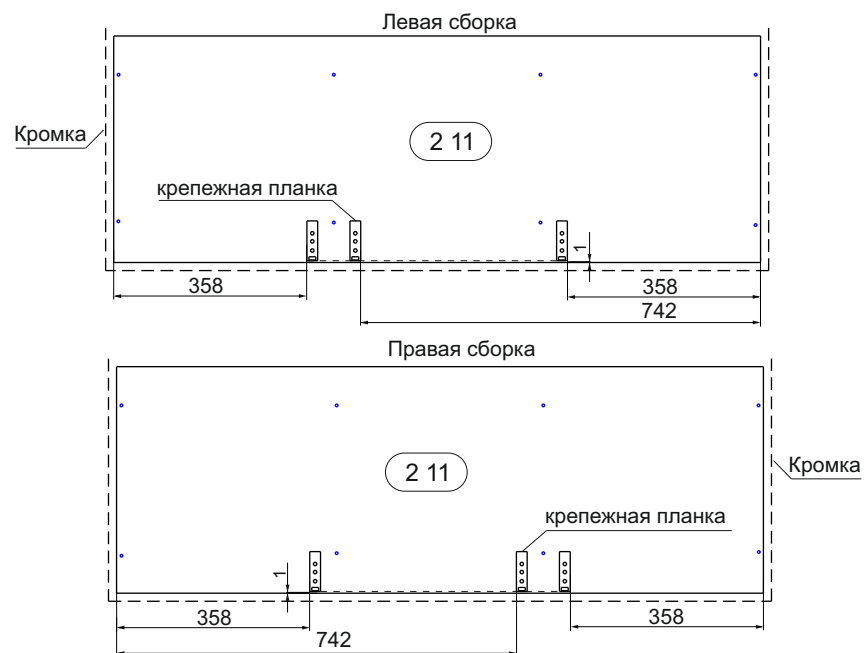 Левая сборка
Кромка
2 11
крепежная планка
1
358
358
742
Правая сборка
2 11
Кромка
крепежная планка
1
358
358
742